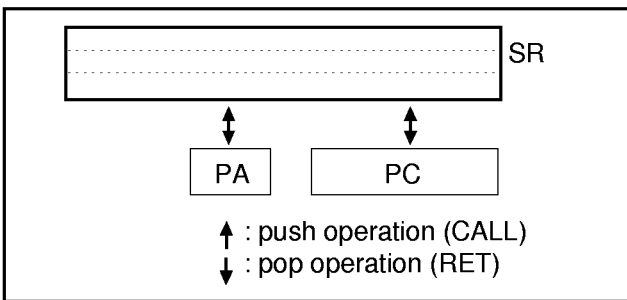 SR
PA PC
: push operation (CALL)
: pop operation (RET)